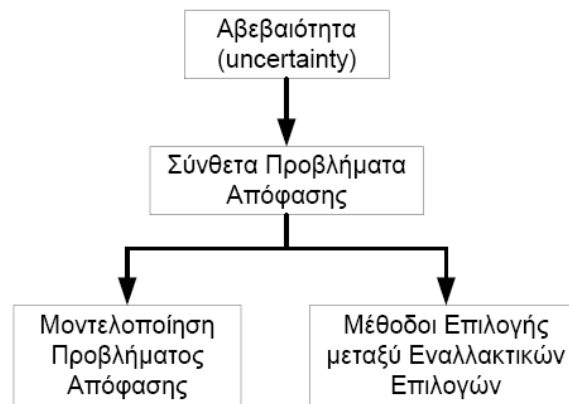 Αβεβαιότητα
(uncertainty)
Σύνθετα Προβλήματα
Απόφασης
Μοντελοποίηση
Προβλήματος
Απόφασης
Μέθοδοι Επιλογής
μεταξύ Εναλλακτικών
Επιλογών